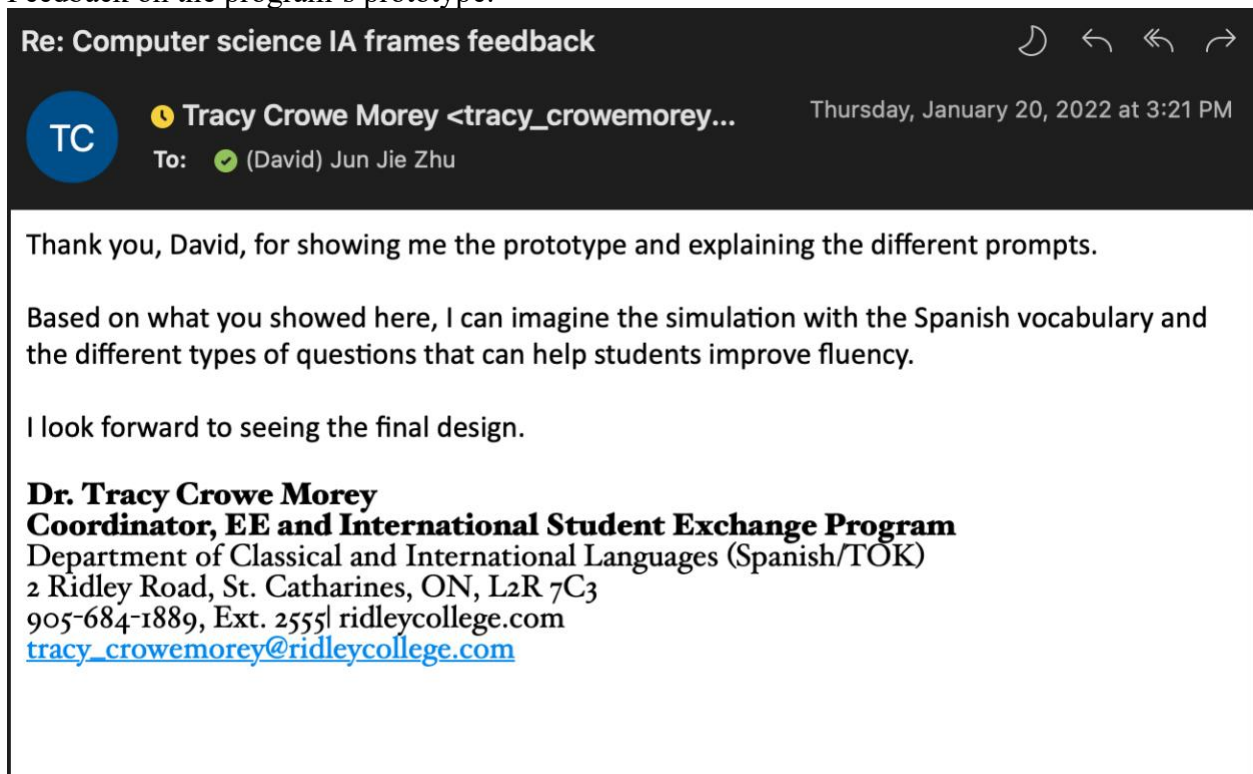 Feedback on the program's prototype:
Re: Computer science IA frames feedback
TC
Tracy Crowe Morey <tracy_crowemorey...
Thursday, January 20, 2022 at 3:21 PM
To: (David) Jun Jie Zhu
Thank you, David, for showing me the prototype and explaining the different prompts.
Based on what you showed here, I can imagine the simulation with the Spanish vocabulary and
the different types of questions that can help students improve fluency.
I look forward to seeing the final design.
Dr. Tracy Crowe Morey
Coordinator, EE and International Student Exchange Program
Department of Classical and International Languages (Spanish/TOK)
2 Ridley Road, St. Catharines, ON, L2R 7C3
905-684-1889, Ext. 2555| ridleycollege.com
tracy_crowemorey@ridleycollege.com